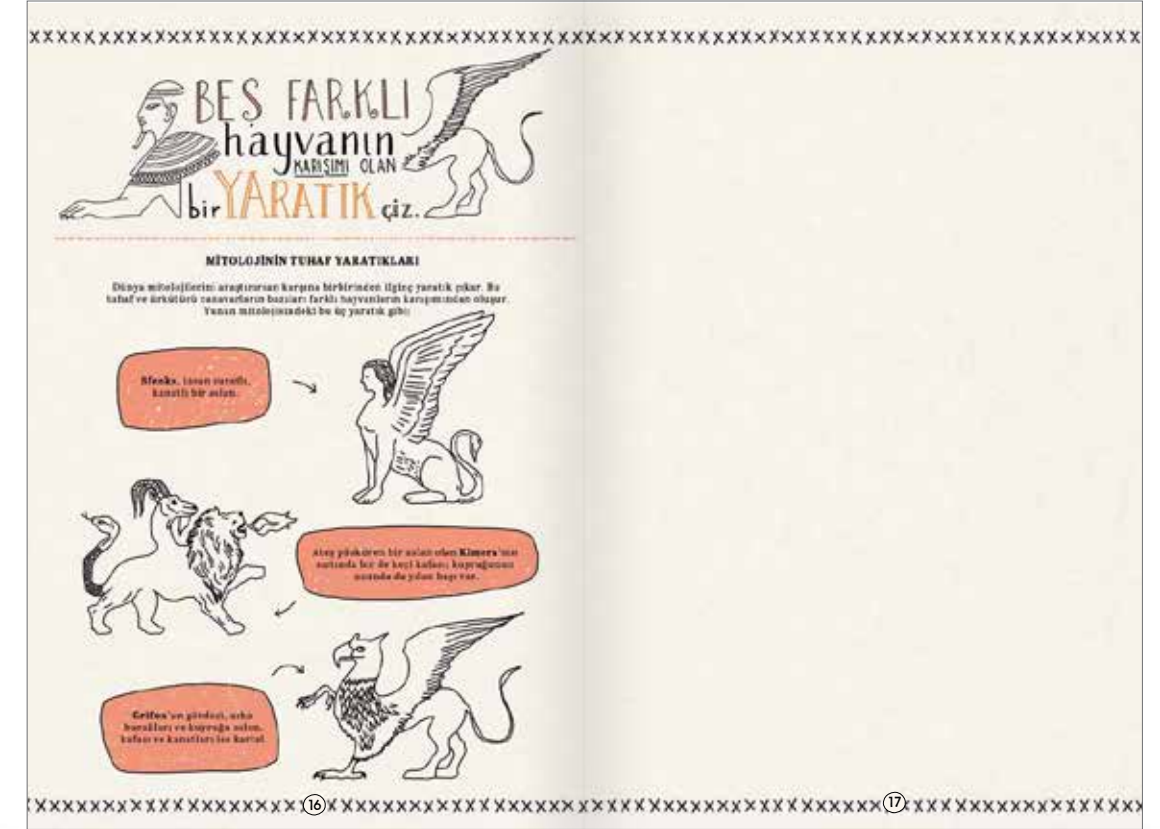 BEŞ FARKLI
hayvanın
KARIŞIMI OLAN
bir YARATIK çiz.
MİTOLOJİNİN TUHAF YARATIKLARI
Dünya mitolojilerini araştırırsan karşına birbirinden ilginç yaratık çıkar. Bu
tuhaf ve ürkütücü canavarların bazıları farklı hayvanların karışımından oluşur.
Yunan mitolojisindeki bu üç yaratık gibi:
Sfenks, insan suratlı,
kanatlı bir aslan.
Ateş püskürten bir aslan olan Kimera'nın
sırtında bir de keçi kafası; kuyruğunun
ucunda da yılan başı var.
Grifon'un gövdesi, arka
bacakları ve kuyruğu aslan,
kafası ve kanatları ise kartal.
16
17